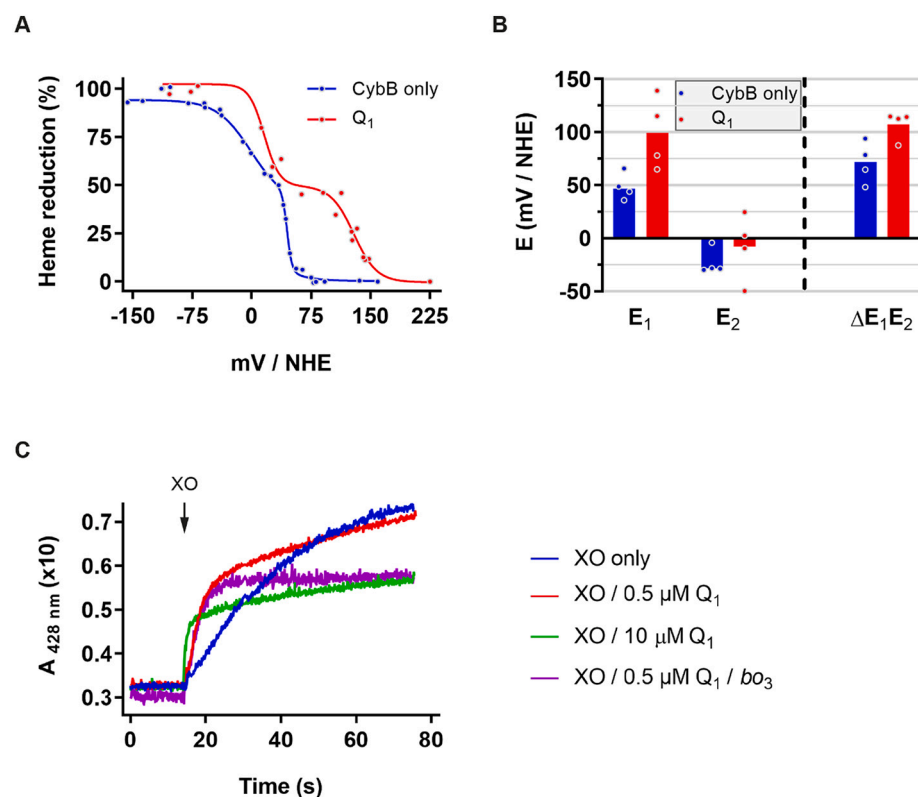 A
Heme reduction (%)
100
75
50
25
0
CybB only
Q₁
-150 -75 0 75 150 225
mV / NHE
B
E (mV / NHE)
150
100
50
0
-50
CybB only
Q₁
E₁ E₂ ΔE₁E₂
C
XO
A 428 nm (x10)
0.7
0.6
0.5
0.4
0.3
0 20 40 60 80
Time (s)
XO only
XO / 0.5 µM Q₁
XO / 10 µM Q₁
XO / 0.5 µM Q₁ / bo₃